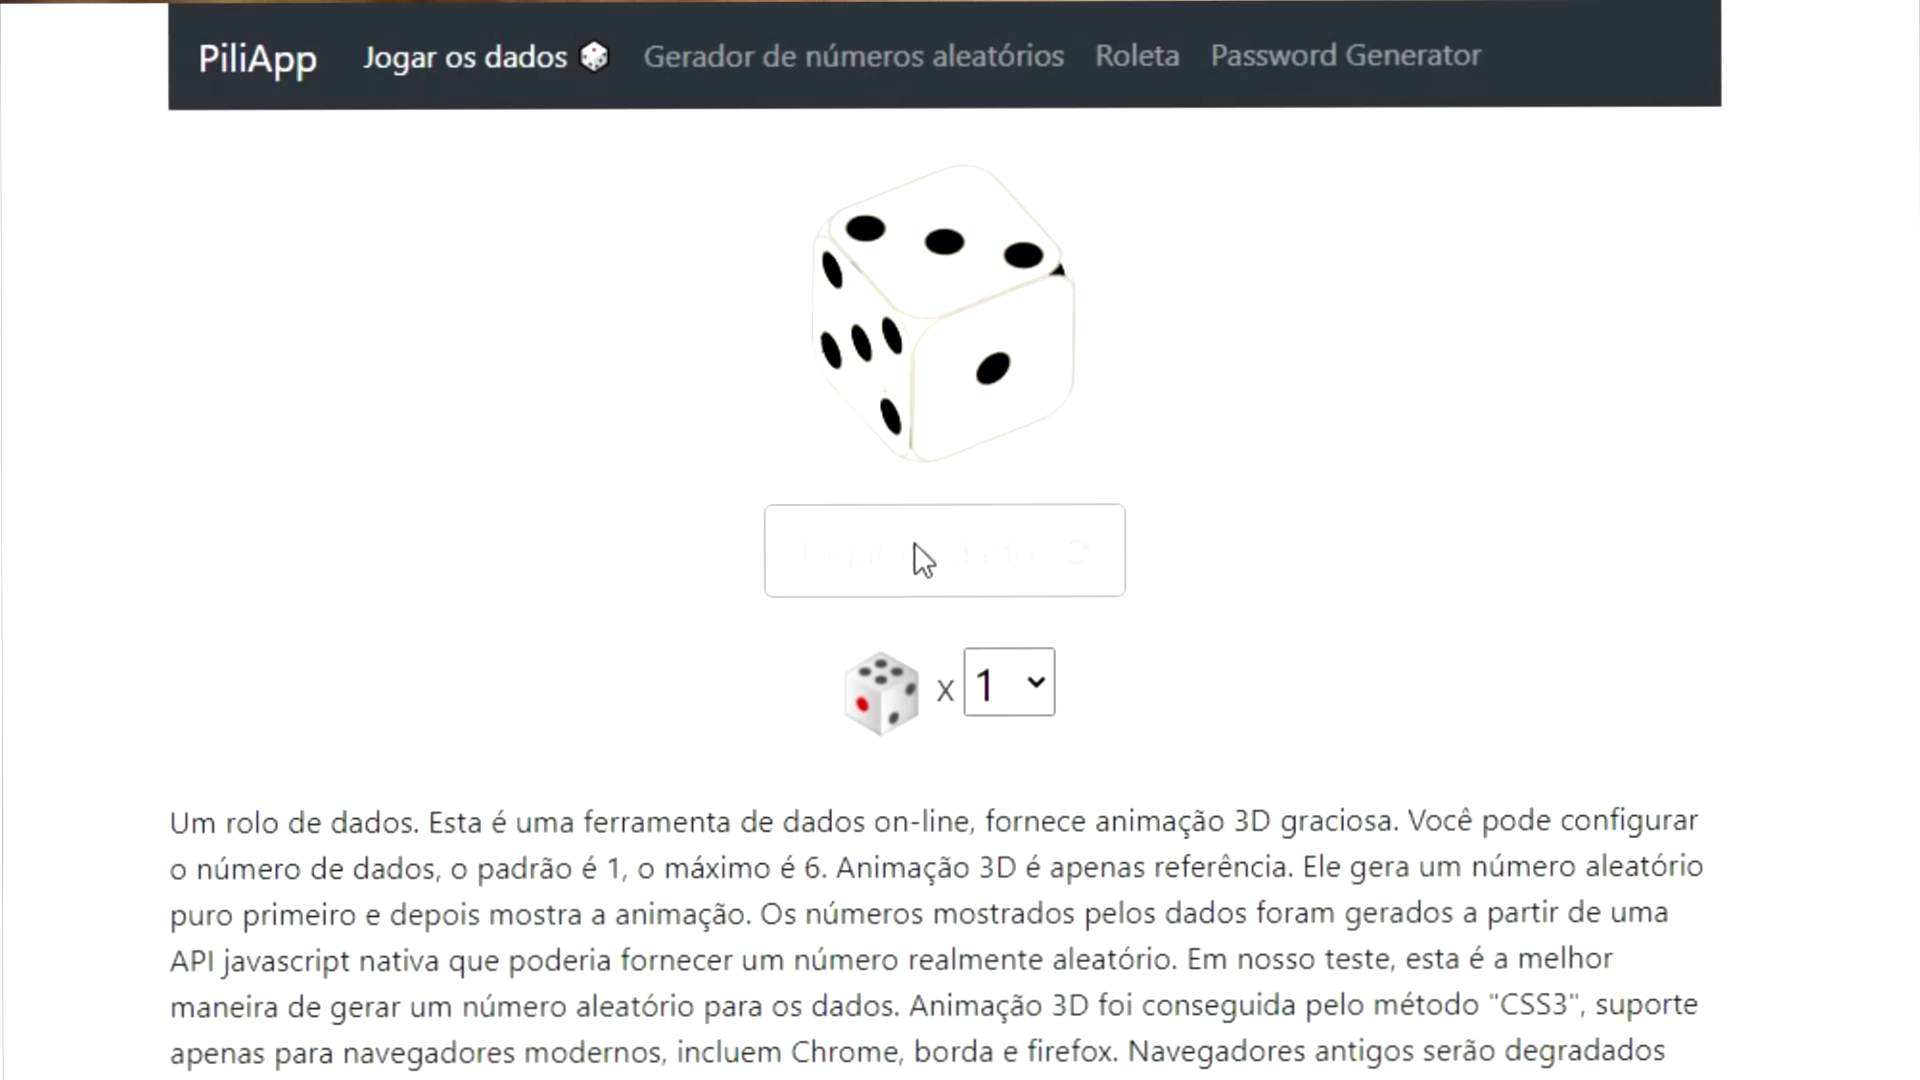 PiliApp Jogar os dados Gerador de números aleatórios Roleta Password Generator
x 1
Um rolo de dados. Esta é uma ferramenta de dados on-line, fornece animação 3D graciosa. Você pode configurar
o número de dados, o padrão é 1, o máximo é 6. Animação 3D é apenas referência. Ele gera um número aleatório
puro primeiro e depois mostra a animação. Os números mostrados pelos dados foram gerados a partir de uma
API javascript nativa que poderia fornecer um número realmente aleatório. Em nosso teste, esta é a melhor
maneira de gerar um número aleatório para os dados. Animação 3D foi conseguida pelo método "CSS3", suporte
apenas para navegadores modernos, incluem Chrome, borda e firefox. Navegadores antigos serão degradados